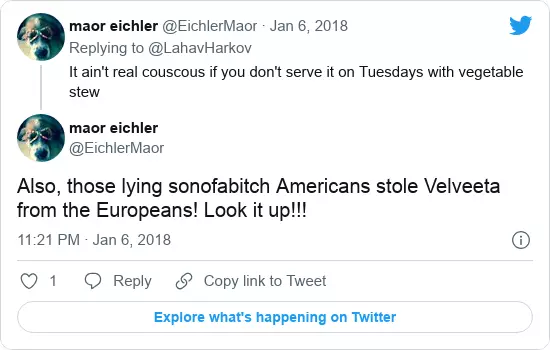 maor eichler @EichlerMaor · Jan 6, 2018
Replying to @LahavHarkov
It ain't real couscous if you don't serve it on Tuesdays with vegetable
stew
maor eichler
@EichlerMaor
Also, those lying sonofabitch Americans stole Velveeta
from the Europeans! Look it up!!!
11:21 PM · Jan 6, 2018
1 Reply Copy link to Tweet
Explore what's happening on Twitter